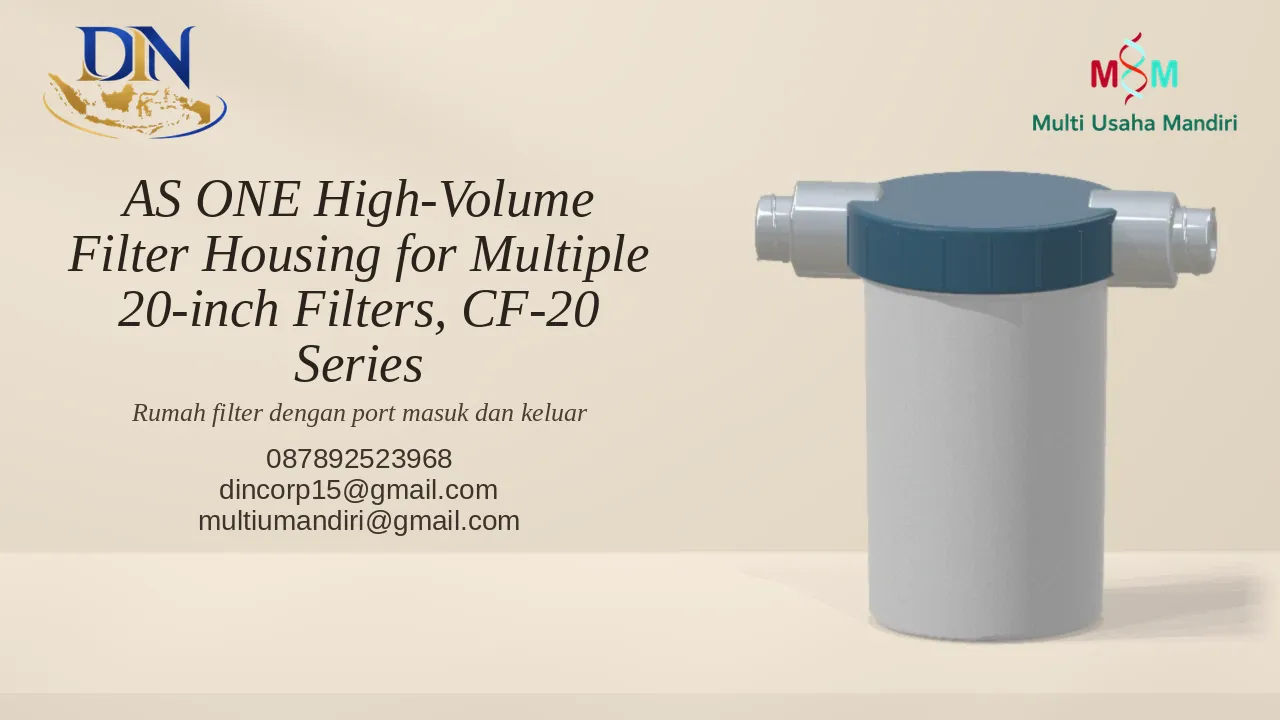 DIN
M M
Multi Usaha Mandiri
AS ONE High-Volume
Filter Housing for Multiple
20-inch Filters, CF-20
Series
Rumah filter dengan port masuk dan keluar
087892523968
dincorp15@gmail.com
multiumandiri@gmail.com